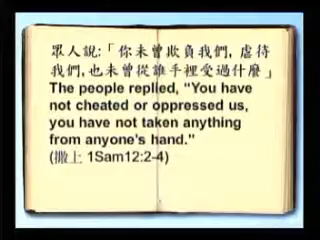 眾人說:「你未曾欺負我們, 虐待
我們,也未曾從誰手裡受過什麼」
The people replied, "You have
not cheated or oppressed us,
you have not taken anything
from anyone's hand."
(撒上 1Sam12:2-4)